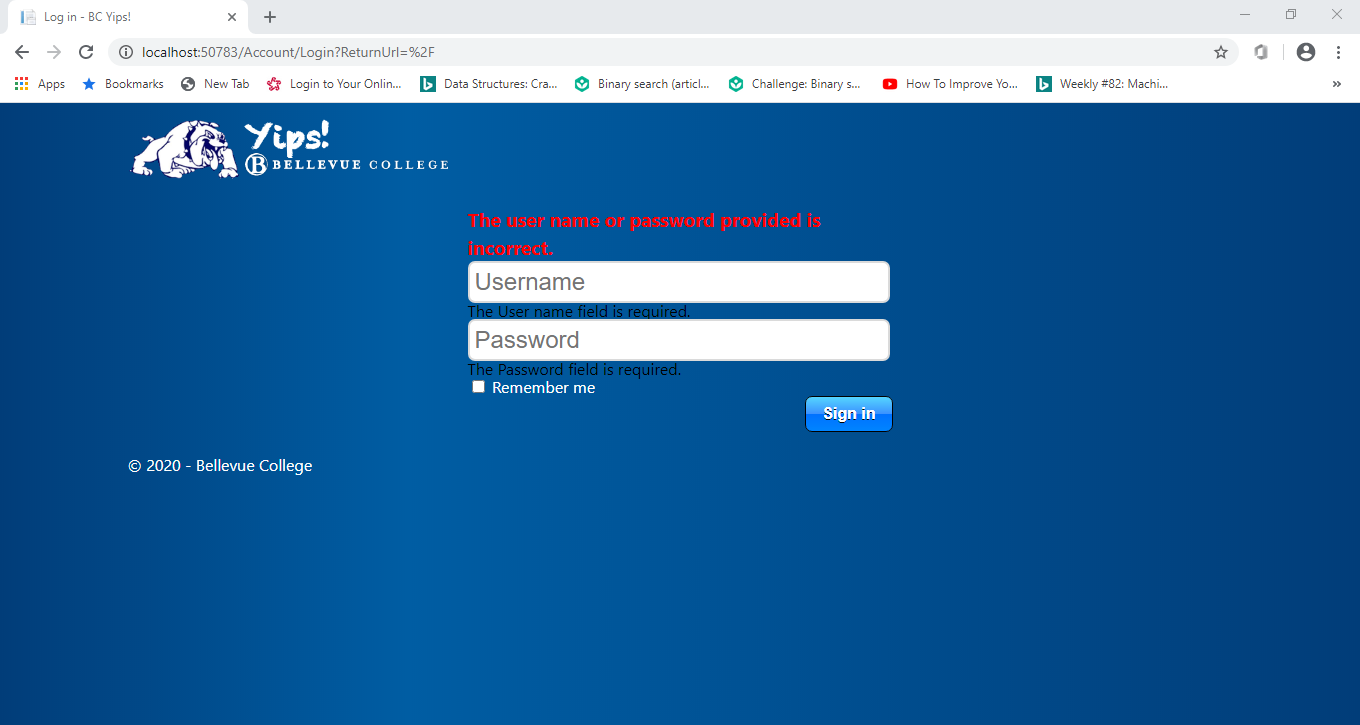 Log in - BC Yips!
localhost:50783/Account/Login?ReturnUrl=%2F
Apps Bookmarks New Tab Login to Your Onlin... Data Structures: Cra... Binary search (articl... Challenge: Binary s... How To Improve Yo... Weekly #82: Machi... »
Yips!
B BELLEVUE COLLEGE
The user name or password provided is
incorrect.
Username
The User name field is required.
Password
The Password field is required.
Remember me
Sign in
© 2020 - Bellevue College